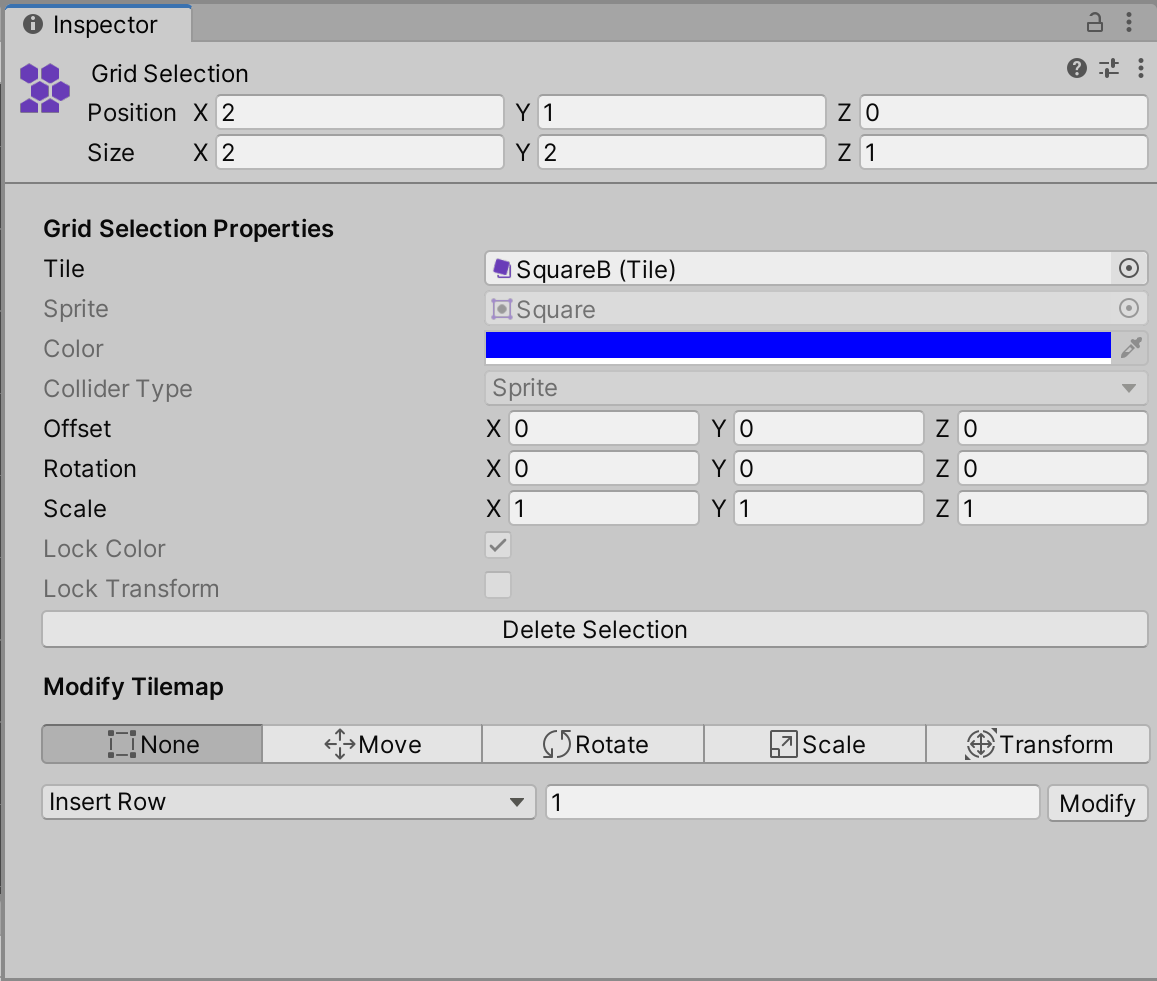 Inspector
Grid Selection
Position X 2 Y 1 Z 0
Size X 2 Y 2 Z 1
Grid Selection Properties
Tile SquareB (Tile)
Sprite Square
Color
Collider Type Sprite
Offset X 0 Y 0 Z 0
Rotation X 0 Y 0 Z 0
Scale X 1 Y 1 Z 1
Lock Color
Lock Transform
Delete Selection
Modify Tilemap
None Move Rotate Scale Transform
Insert Row 1 Modify